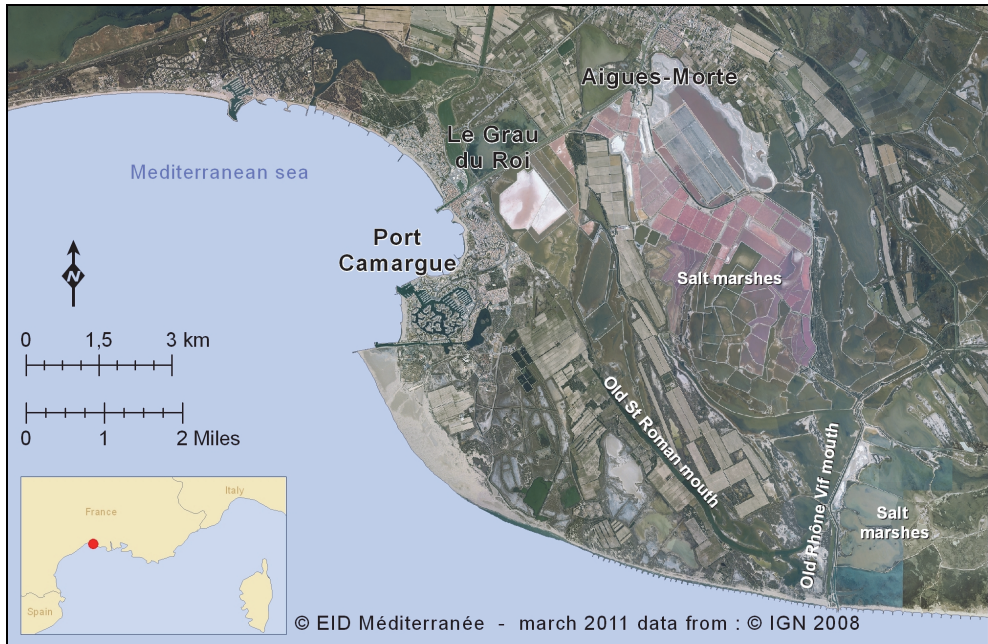 Aigues-Morte
Le Grau
du Roi
Mediterranean sea
Port
Camargue
N
Salt marshes
0 1,5 3 km
0 1 2 Miles
Old St Roman mouth
Old Rhône Vif mouth
Salt
marshes
Italy
France
Spain
© EID Méditerranée - march 2011 data from : © IGN 2008